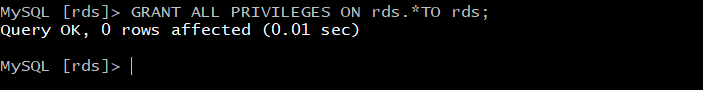 MySQL [rds]> GRANT ALL PRIVILEGES ON rds.*TO rds;
Query OK, 0 rows affected (0.01 sec)
MySQL [rds]>